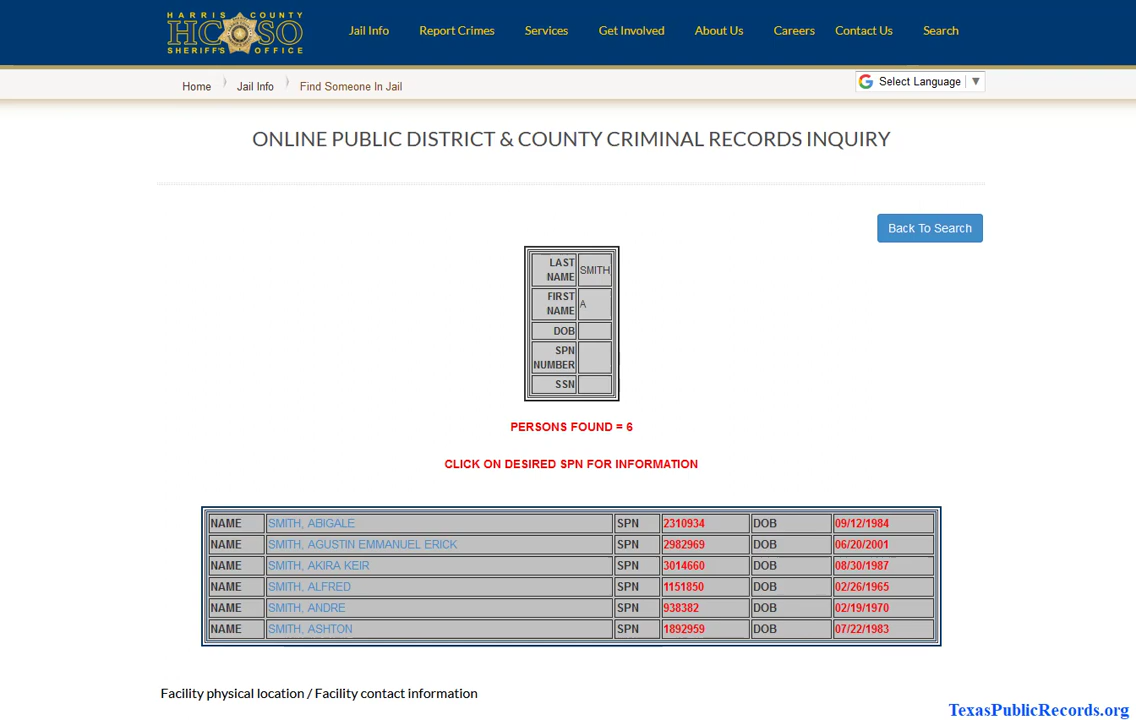 HARRIS COUNTY
HCSO
SHERIFF'S OFFICE
Jail Info Report Crimes Services Get Involved About Us Careers Contact Us Search
Home Jail Info Find Someone In Jail
Select Language ▼
ONLINE PUBLIC DISTRICT & COUNTY CRIMINAL RECORDS INQUIRY
Back To Search
LAST NAME SMITH
FIRST NAME A
DOB
SPN NUMBER
SSN
PERSONS FOUND = 6
CLICK ON DESIRED SPN FOR INFORMATION
NAME SMITH, ABIGALE SPN 2310934 DOB 09/12/1984
NAME SMITH, AGUSTIN EMMANUEL ERICK SPN 2982969 DOB 06/20/2001
NAME SMITH, AKIRA KEIR SPN 3014660 DOB 08/30/1987
NAME SMITH, ALFRED SPN 1151850 DOB 02/26/1965
NAME SMITH, ANDRE SPN 938382 DOB 02/19/1970
NAME SMITH, ASHTON SPN 1892959 DOB 07/22/1983
Facility physical location / Facility contact information
TexasPublicRecords.org